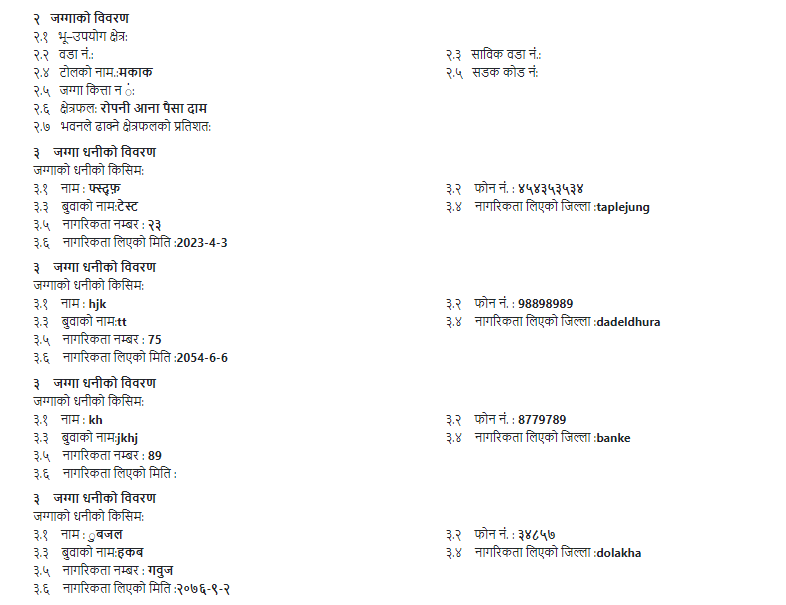 २ जग्गाको विवरण
२.१ भू–उपयोग क्षेत्र:
२.२ वडा नं.: २.३ साविक वडा नं.:
२.४ टोलको नाम.:मकाक २.५ सडक कोड नं:
२.५ जग्गा कित्ता न ं:
२.६ क्षेत्रफल: रोपनी आना पैसा दाम
२.७ भवनले ढाक्ने क्षेत्रफलको प्रतिशत:
३ जग्गा धनीको विवरण
जग्गाको धनीको किसिम:
३.१ नाम : फ्स्द्फ़ ३.२ फोन नं. : ४५४३५३५३४
३.३ बुवाको नाम:टेस्ट ३.४ नागरिकता लिएको जिल्ला :taplejung
३.५ नागरिकता नम्बर : २३
३.६ नागरिकता लिएको मिति :2023-4-3
३ जग्गा धनीको विवरण
जग्गाको धनीको किसिम:
३.१ नाम : hjk ३.२ फोन नं. : 98898989
३.३ बुवाको नाम:tt ३.४ नागरिकता लिएको जिल्ला :dadeldhura
३.५ नागरिकता नम्बर : 75
३.६ नागरिकता लिएको मिति :2054-6-6
३ जग्गा धनीको विवरण
जग्गाको धनीको किसिम:
३.१ नाम : kh ३.२ फोन नं. : 8779789
३.३ बुवाको नाम:jkhj ३.४ नागरिकता लिएको जिल्ला :banke
३.५ नागरिकता नम्बर : 89
३.६ नागरिकता लिएको मिति :
३ जग्गा धनीको विवरण
जग्गाको धनीको किसिम:
३.१ नाम : ुबजल ३.२ फोन नं. : ३४८५७
३.३ बुवाको नाम:हकब ३.४ नागरिकता लिएको जिल्ला :dolakha
३.५ नागरिकता नम्बर : गवुज
३.६ नागरिकता लिएको मिति :२०७६-९-२